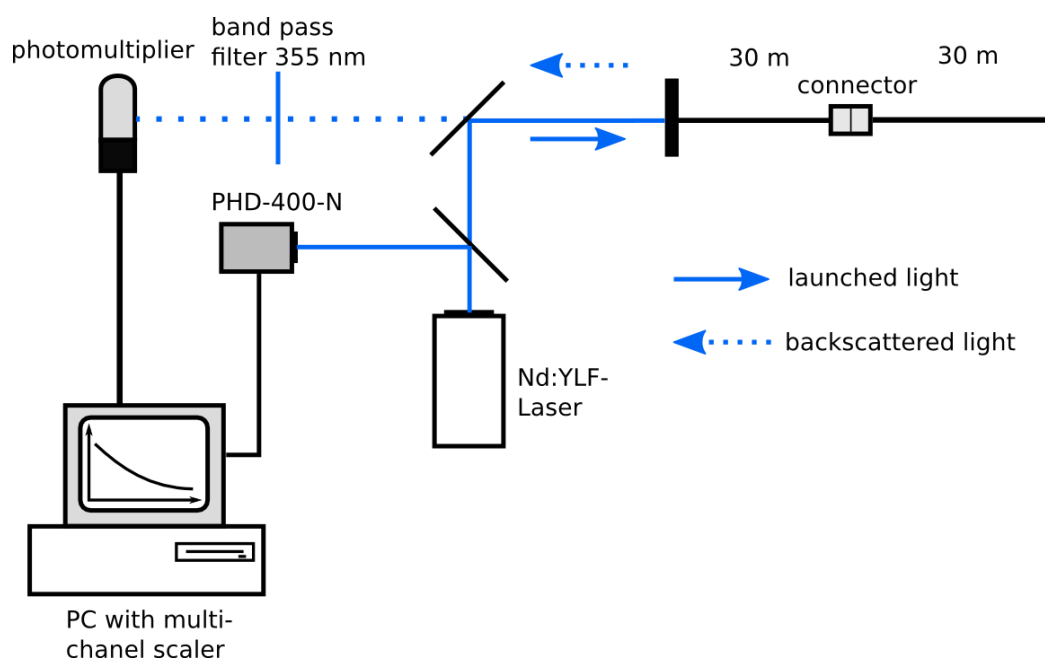 band pass
filter 355 nm
photomultiplier
30 m
30 m
connector
PHD-400-N
launched light
backscattered light
Nd:YLF-
Laser
PC with multi-
chanel scaler